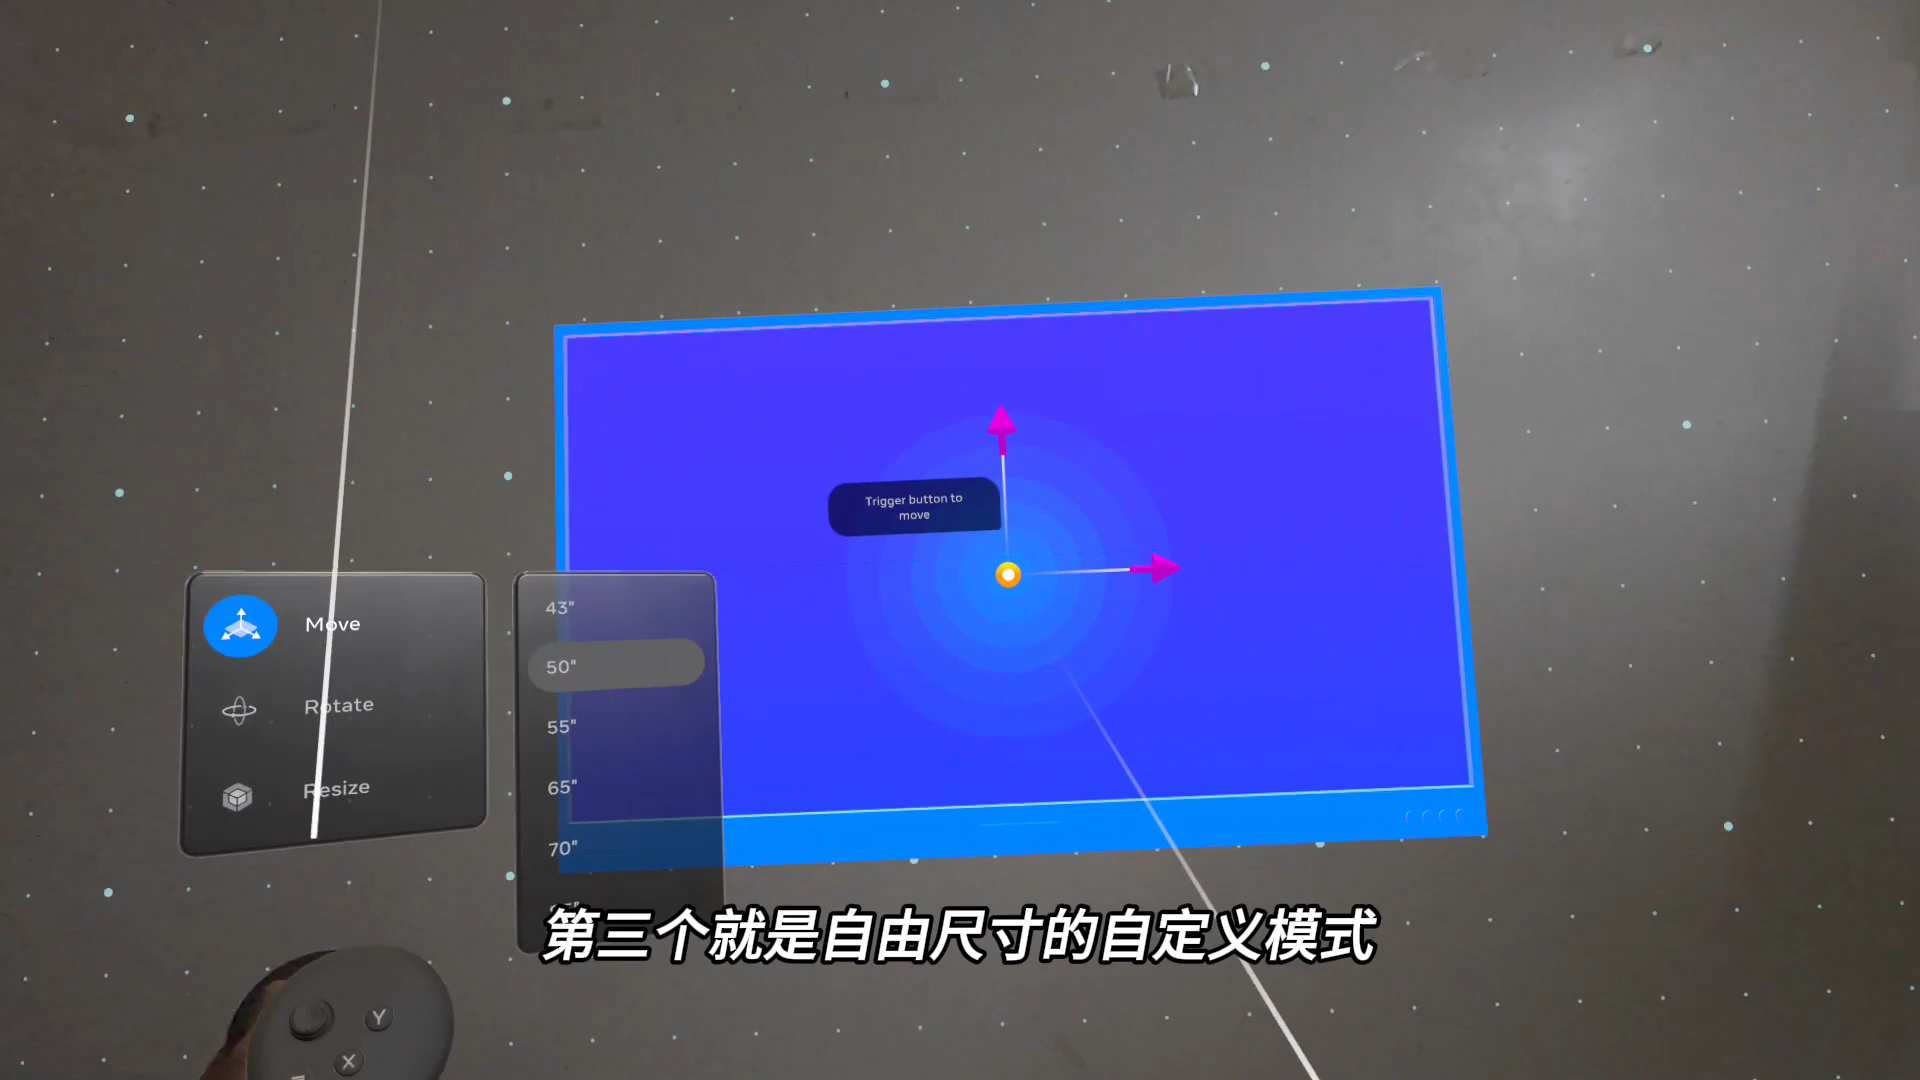 Trigger button to
move
Move
Rotate
Resize
43"
50"
55"
65"
70"
第三个就是自由尺寸的自定义模式
Y
X